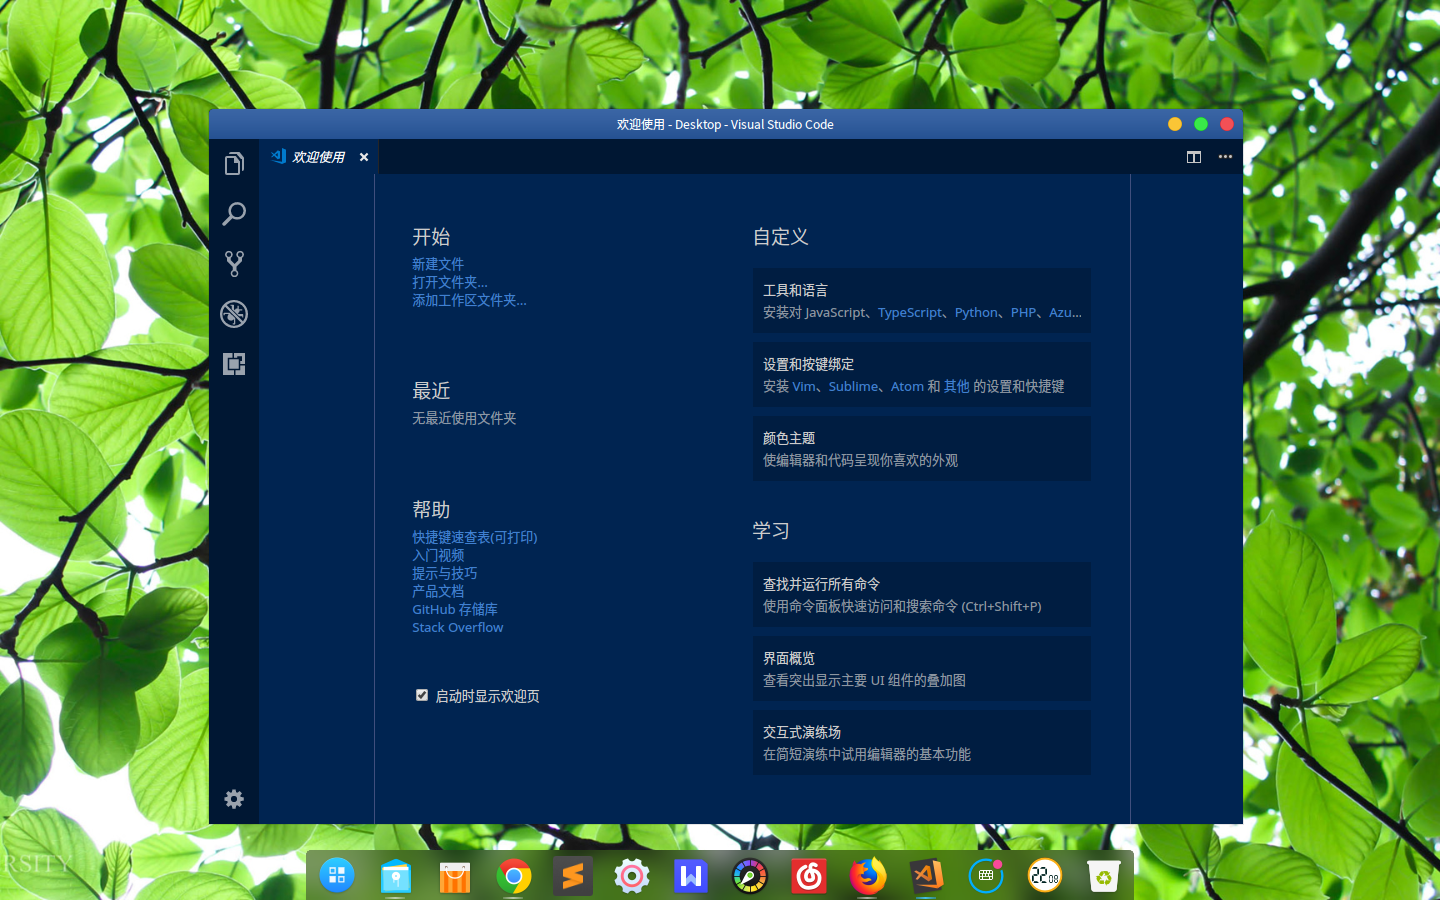 欢迎使用 - Desktop - Visual Studio Code
欢迎使用
开始
新建文件
打开文件夹...
添加工作区文件夹...
最近
无最近使用文件夹
帮助
快捷键速查表(可打印)
入门视频
提示与技巧
产品文档
GitHub 存储库
Stack Overflow
启动时显示欢迎页
自定义
工具和语言
安装对 JavaScript、TypeScript、Python、PHP、Azu...
设置和按键绑定
安装 Vim、Sublime、Atom 和 其他 的设置和快捷键
颜色主题
使编辑器和代码呈现你喜欢的外观
学习
查找并运行所有命令
使用命令面板快速访问和搜索命令 (Ctrl+Shift+P)
界面概览
查看突出显示主要 UI 组件的叠加图
交互式演练场
在简短演练中试用编辑器的基本功能
RSITY
22 08